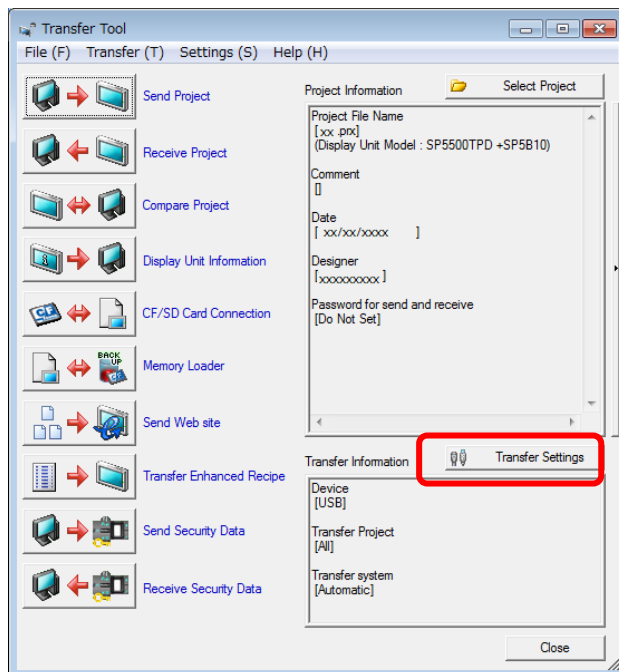 Transfer Tool
File (F) Transfer (T) Settings (S) Help (H)
Send Project
Receive Project
Compare Project
Display Unit Information
CF
CF/SD Card Connection
BACK UP
Memory Loader
Send Web site
Transfer Enhanced Recipe
Send Security Data
Receive Security Data
Project Information
Select Project
Project File Name
[xx .prx]
(Display Unit Model : SP5500TPD +SP5B10)
Comment
[]
Date
[ xx/xx/xxxx ]
Designer
[xxxxxxxxx ]
Password for send and receive
[Do Not Set]
Transfer Information
Transfer Settings
Device
[USB]
Transfer Project
[All]
Transfer system
[Automatic]
Close